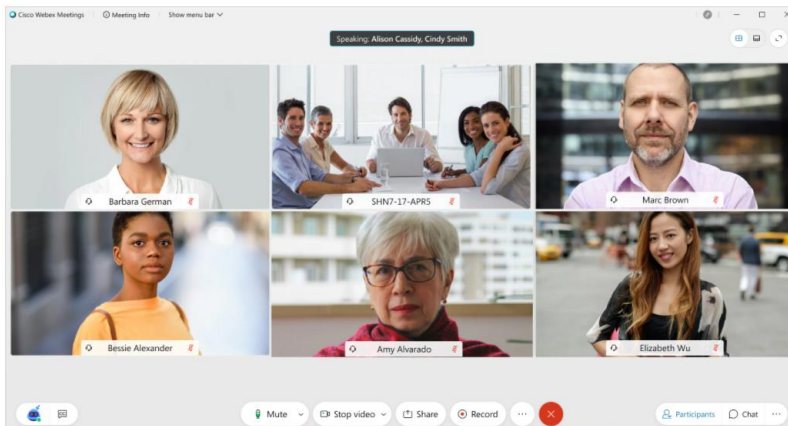 Cisco Webex Meetings Meeting Info Show menu bar
Speaking: Alison Cassidy, Cindy Smith
Barbara German
SHN7-17-APR5
Marc Brown
Bessie Alexander
Amy Alvarado
Elizabeth Wu
Mute Stop video Share Record Participants Chat